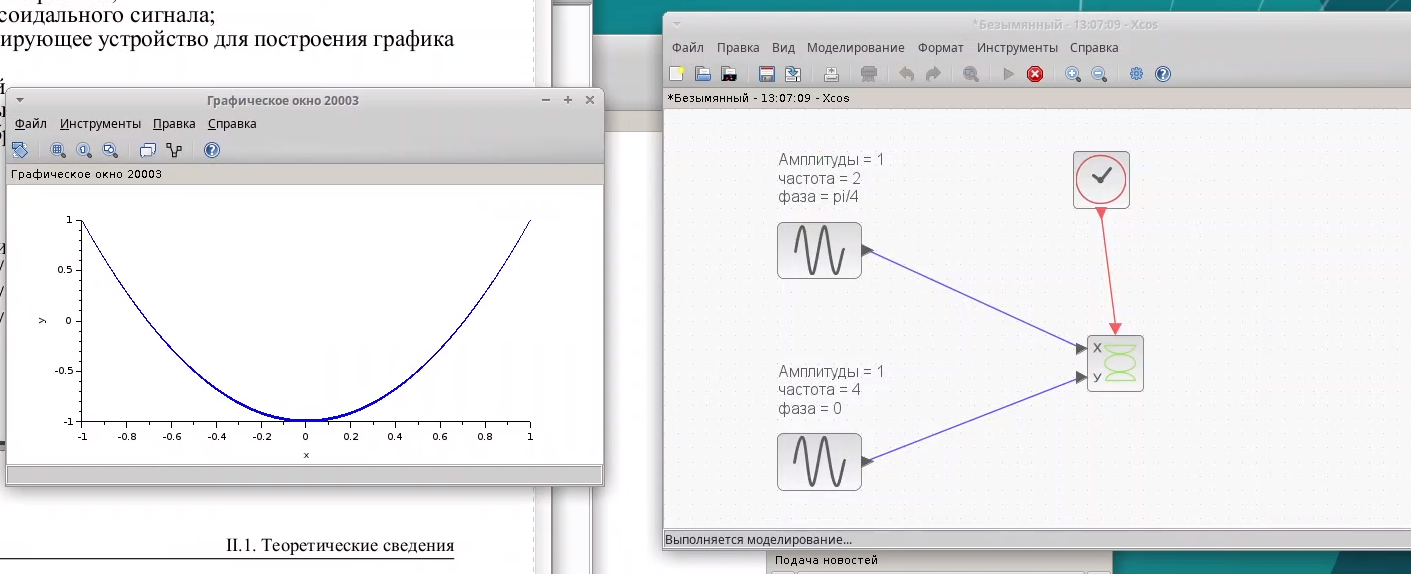 соидального сигнала;
ирующее устройство для построения графика
й
Графическое окно 20003
Файл Инструменты Правка Справка
Графическое окно 20003
1
0.5
0
-0.5
-1
y
-1 -0.8 -0.6 -0.4 -0.2 0 0.2 0.4 0.6 0.8 1
x
II.1. Теоретические сведения
*Безымянный - 13:07:09 - Xcos
Файл Правка Вид Моделирование Формат Инструменты Справка
*Безымянный - 13:07:09 - Xcos
Амплитуды = 1
частота = 2
фаза = pi/4
X
У
Амплитуды = 1
частота = 4
фаза = 0
Выполняется моделирование...
Подача новостей